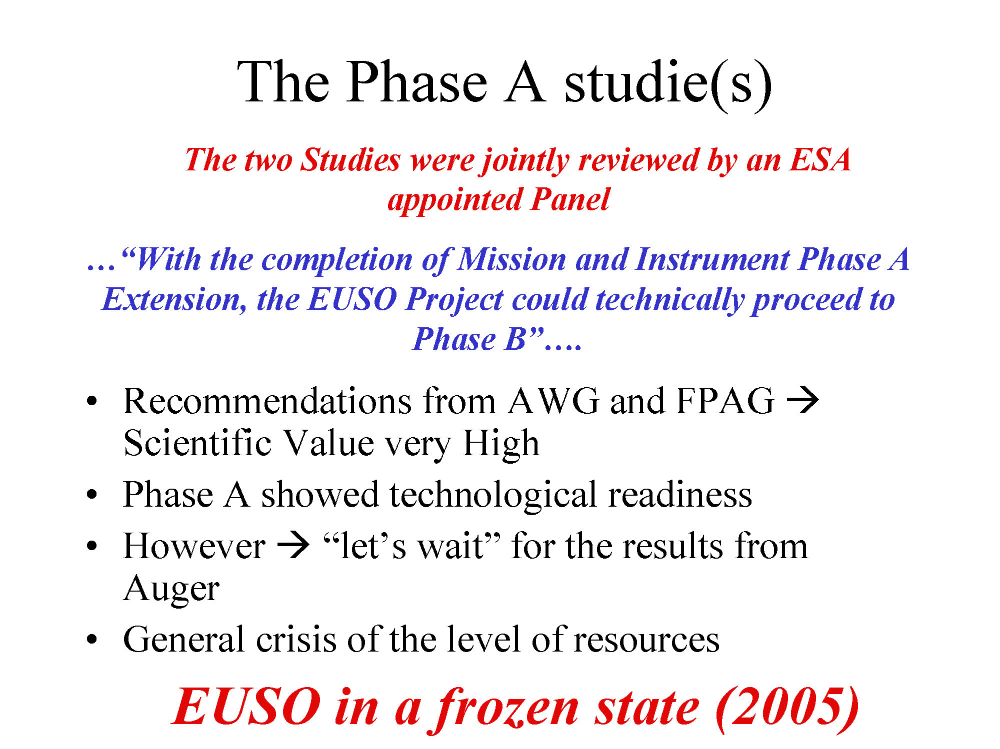 The Phase A studie(s)
The two Studies were jointly reviewed by an ESA
appointed Panel
…“With the completion of Mission and Instrument Phase A
Extension, the EUSO Project could technically proceed to
Phase B”….
• Recommendations from AWG and FPAG →
Scientific Value very High
• Phase A showed technological readiness
• However → “let’s wait” for the results from
Auger
• General crisis of the level of resources
EUSO in a frozen state (2005)